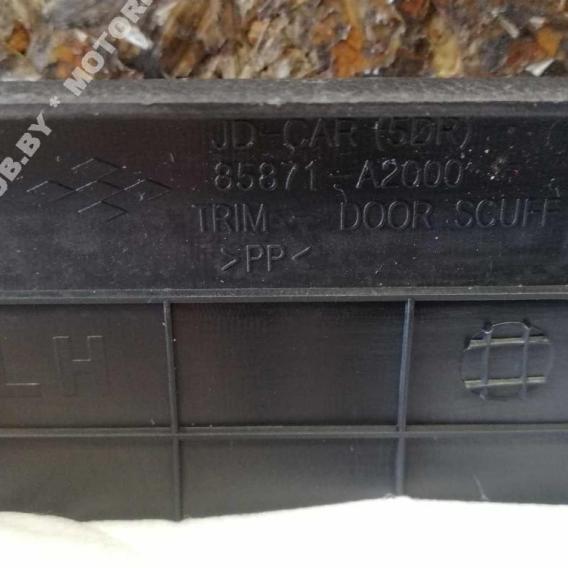 JD-CAR (5DR)
85871-A2000
TRIM - DOOR SCUFF
>PP<
LH